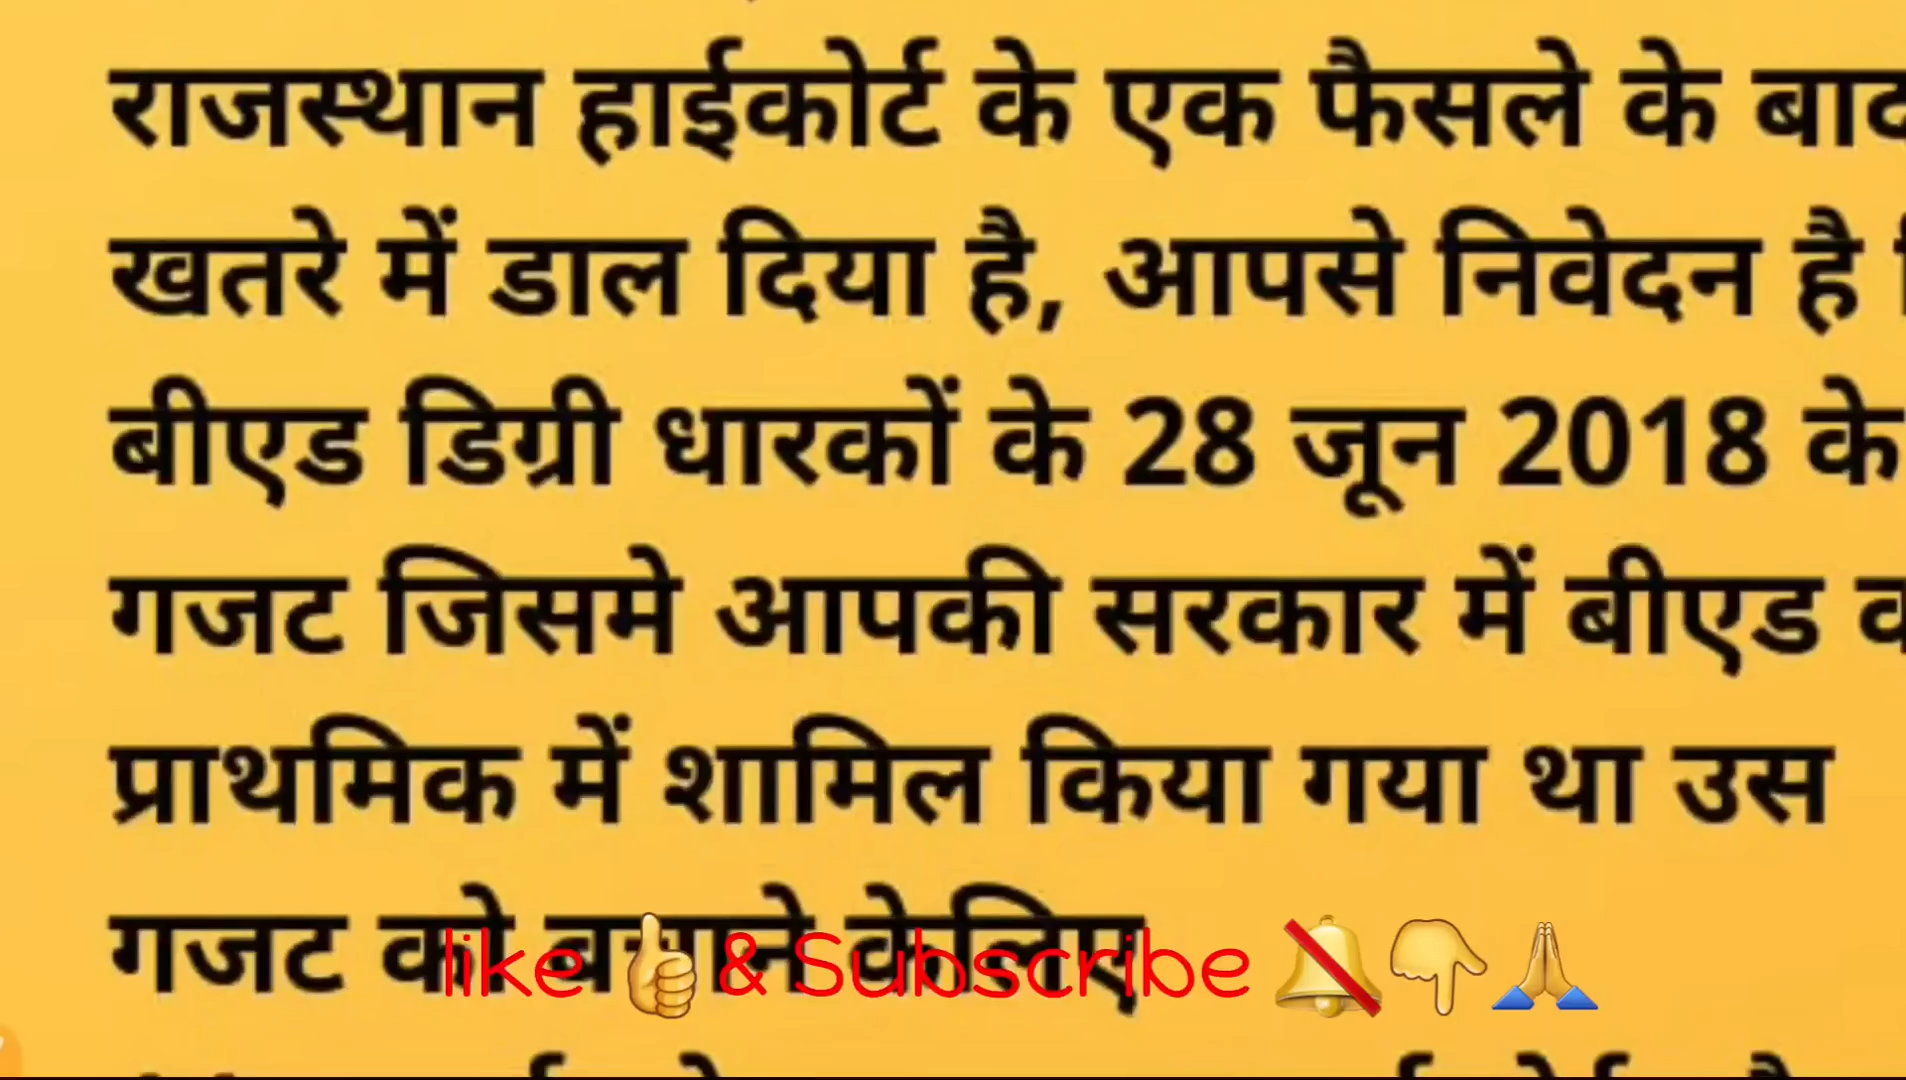 राजस्थान हाईकोर्ट के एक फैसले के बाद
खतरे में डाल दिया है, आपसे निवेदन है
बीएड डिग्री धारकों के 28 जून 2018 के
गजट जिसमे आपकी सरकार में बीएड
प्राथमिक में शामिल किया गया था उस
गजट को बचाने केलिए
like 👍 & Subscribe 🔕👇🙏